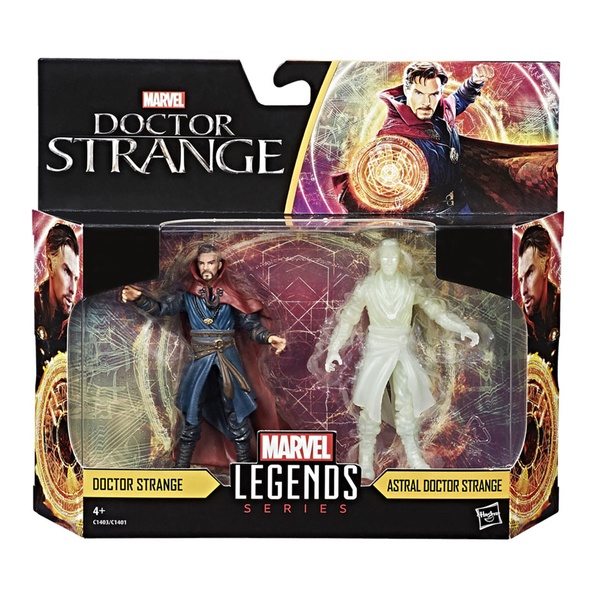 MARVEL
DOCTOR
STRANGE
DOCTOR STRANGE
MARVEL
LEGENDS
SERIES
ASTRAL DOCTOR STRANGE
4+
C1403/C1401
Hasbro